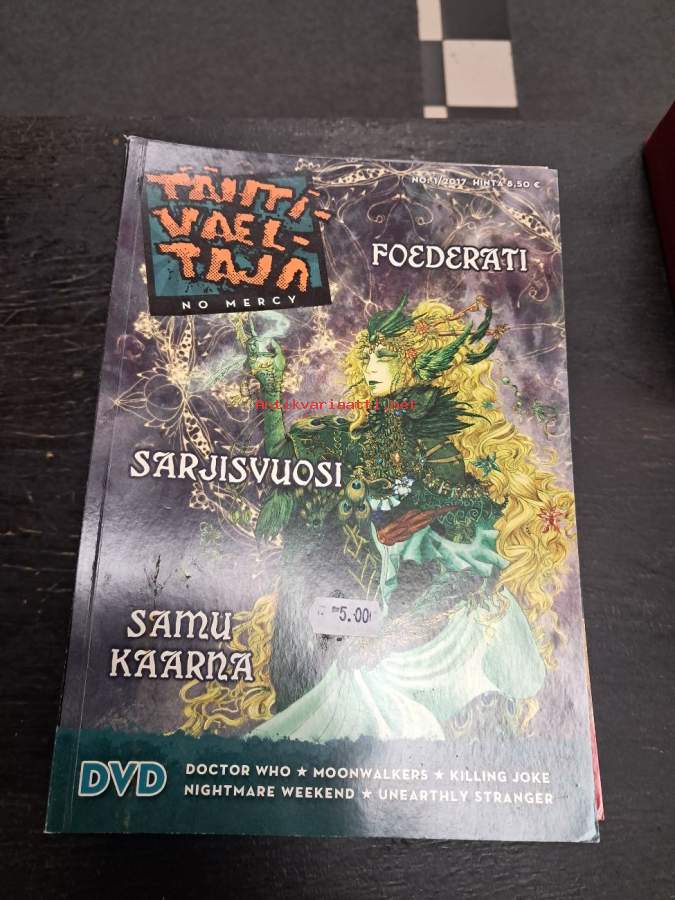 NO: 1/2017 HINTA 8,50 €
TÄHTI-
VAEL-
TAJA
NO MERCY
FOEDERATI
antikvariaatti.net
SARJISVUOSI
5.00
SAMU
KAARNA
DVD
DOCTOR WHO ★ MOONWALKERS ★ KILLING JOKE
NIGHTMARE WEEKEND ★ UNEARTHLY STRANGER